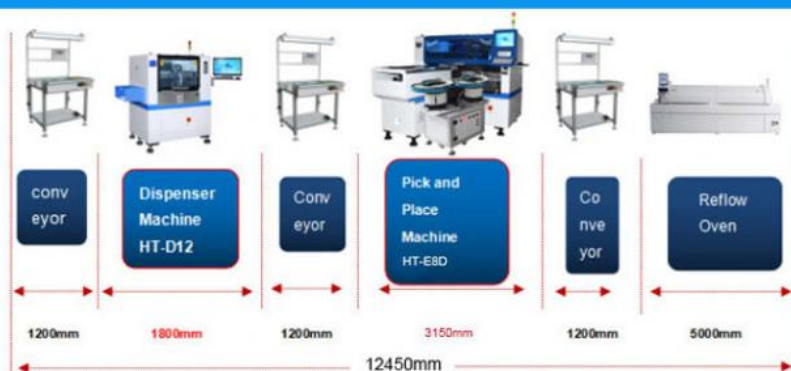 conv
eyor
Dispenser
Machine
HT-D12
Conv
eyor
Pick and
Place
Machine
HT-E8D
Co
nve
yor
Reflow
Oven
1200mm
1800mm
1200mm
3150mm
1200mm
5000mm
12450mm